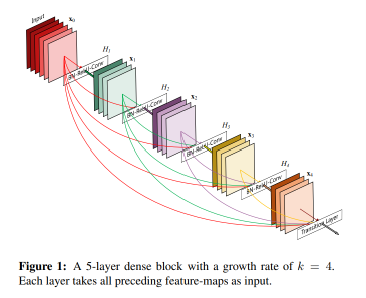 Input
x₀
H₁
BN-ReLU-Conv
x₁
H₂
BN-ReLU-Conv
x₂
H₃
BN-ReLU-Conv
x₃
H₄
BN-ReLU-Conv
x₄
Transition Layer
Figure 1: A 5-layer dense block with a growth rate of k = 4.
Each layer takes all preceding feature-maps as input.